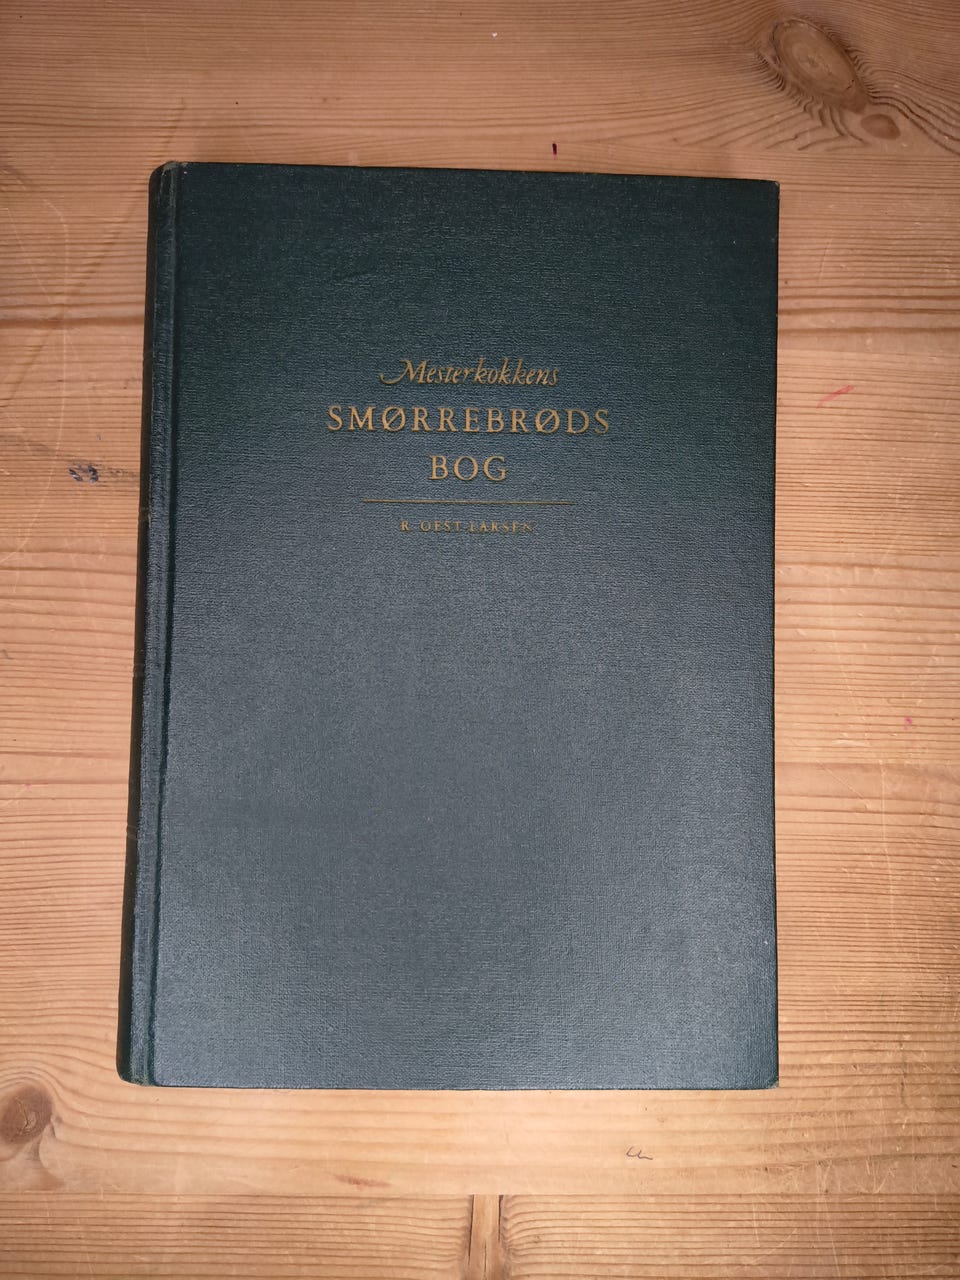 Mesterkokkens
SMØRREBRØDS
BOG
R. OEST-LARSEN